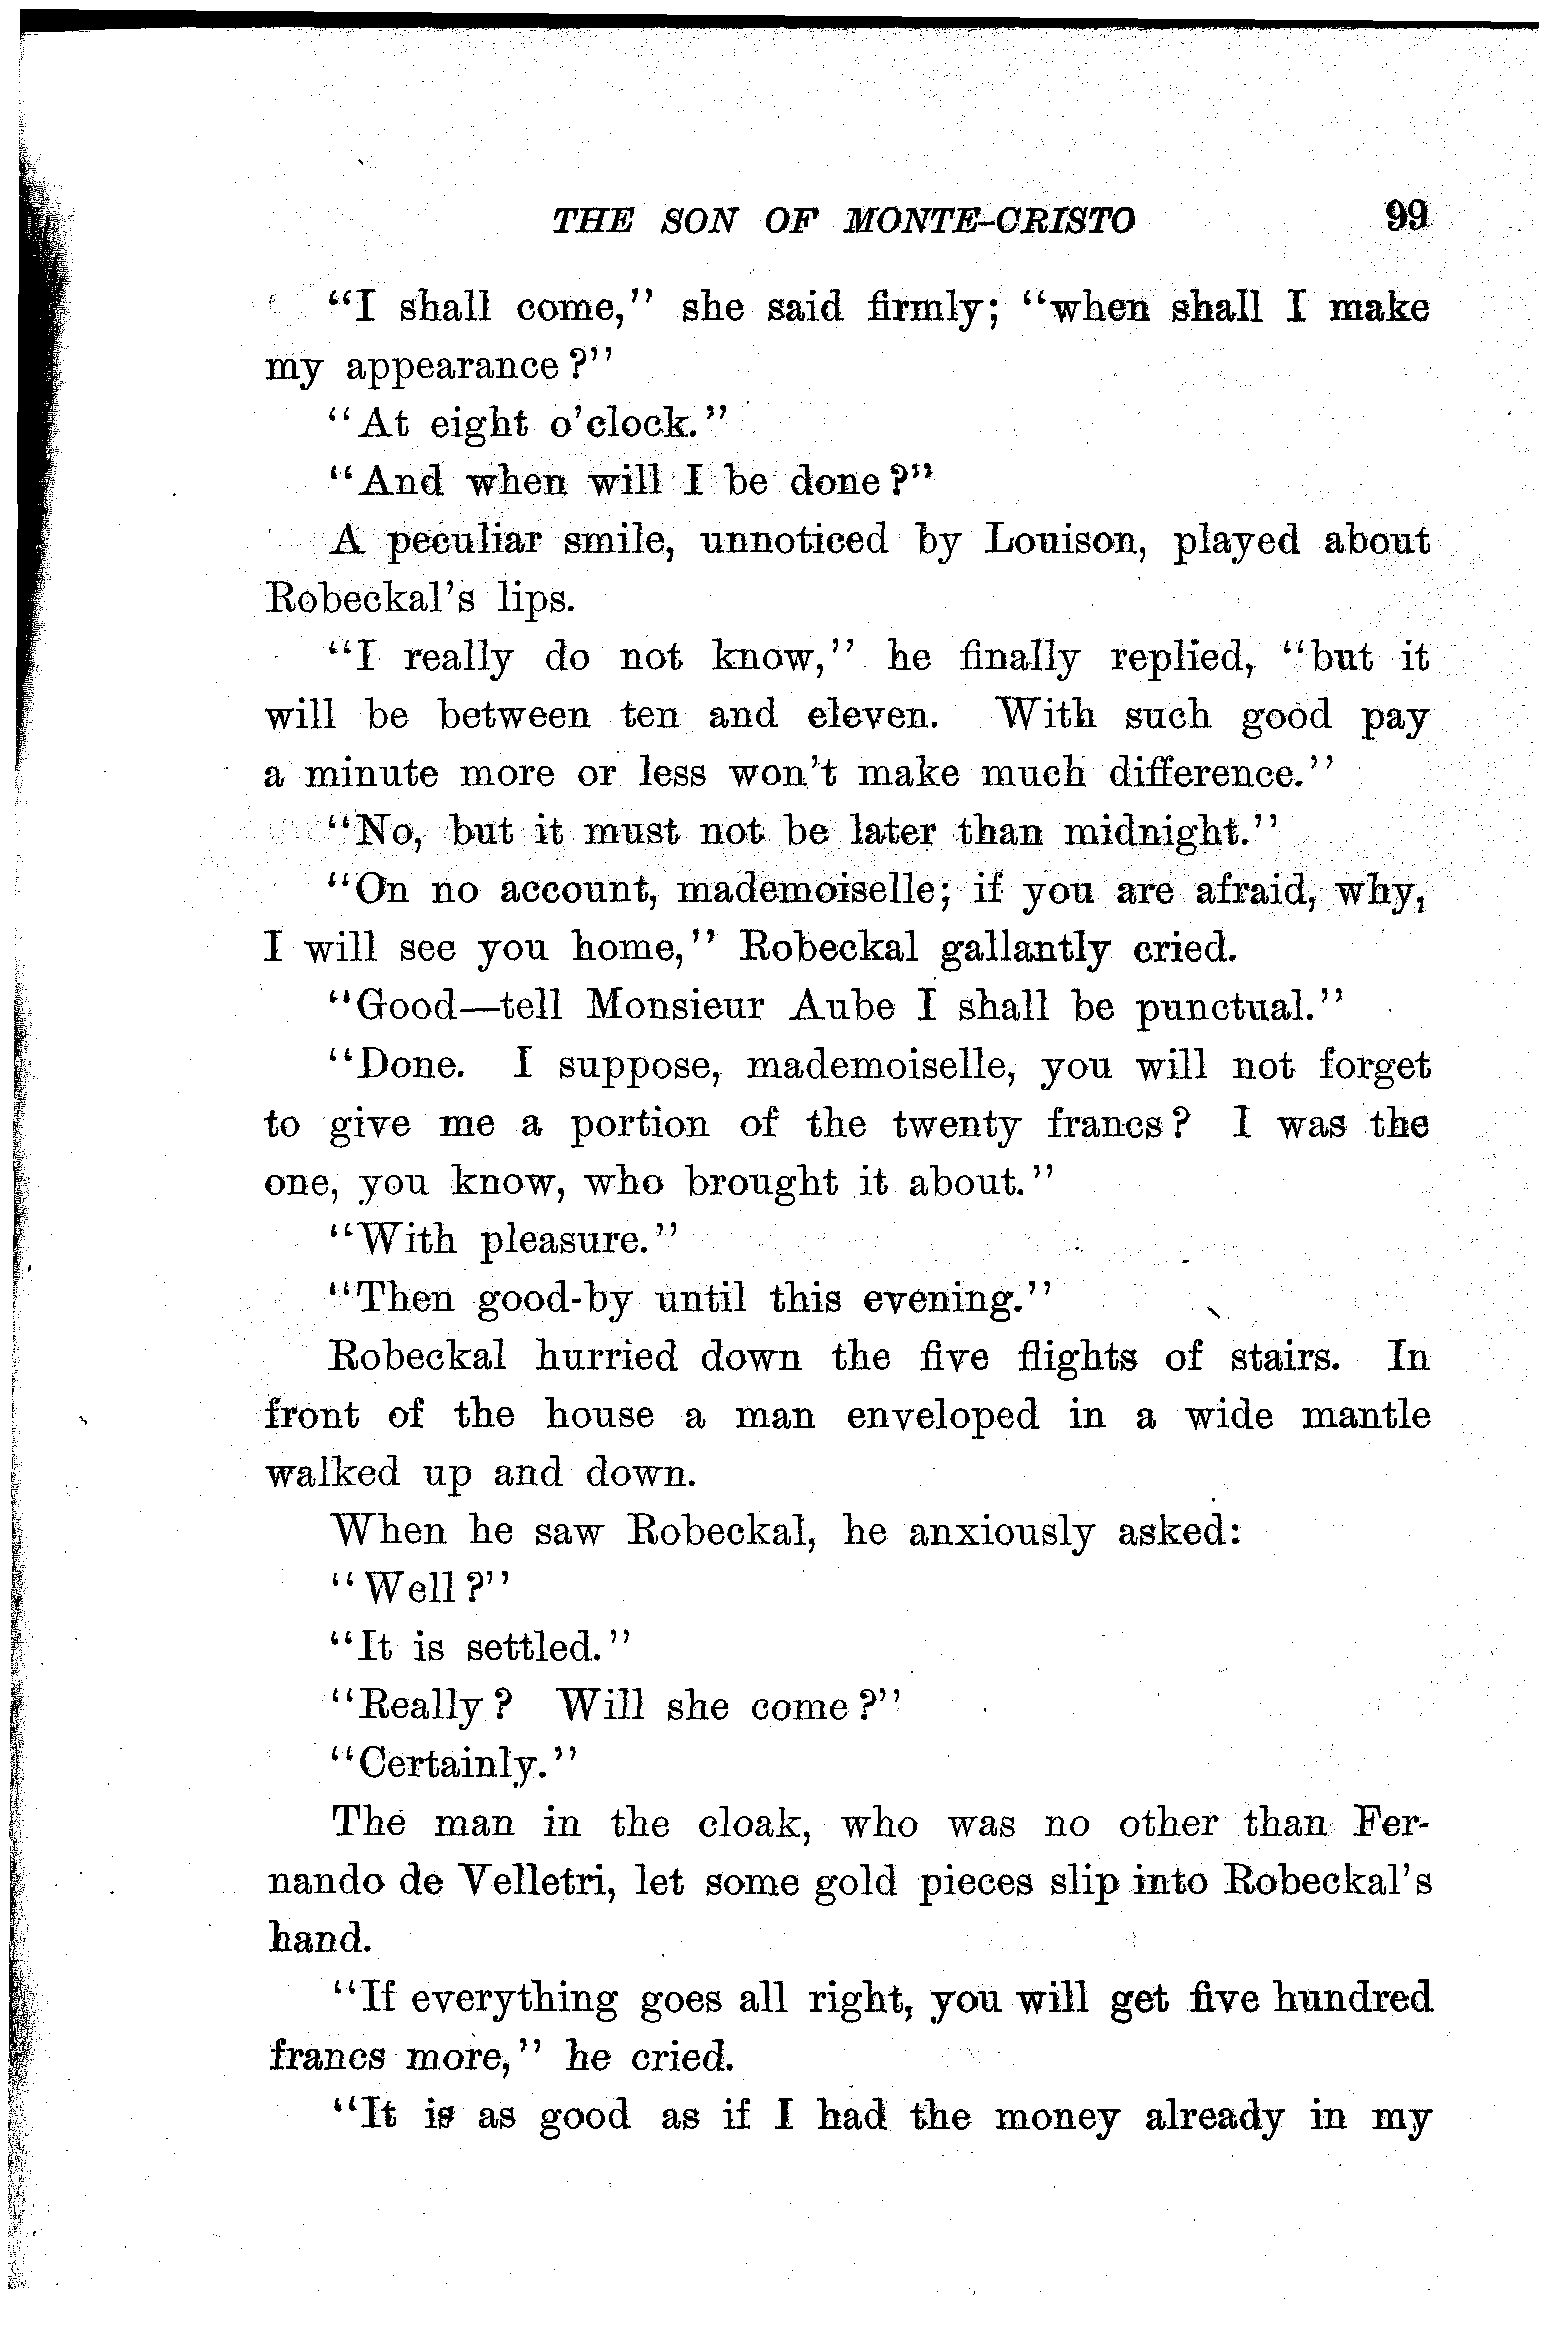 THE SON OF MONTE-CRISTO 99
"I shall come," she said firmly; "when shall I make
my appearance?"
"At eight o'clock."
"And when will I be done?"
A peculiar smile, unnoticed by Louison, played about
Robeckal's lips.
"I really do not know," he finally replied, "but it
will be between ten and eleven. With such good pay
a minute more or less won't make much difference."
"No, but it must not be later than midnight."
"On no account, mademoiselle; if you are afraid, why,
I will see you home," Robeckal gallantly cried.
"Good—tell Monsieur Aube I shall be punctual."
"Done. I suppose, mademoiselle, you will not forget
to give me a portion of the twenty francs? I was the
one, you know, who brought it about."
"With pleasure."
"Then good-by until this evening."
Robeckal hurried down the five flights of stairs. In
front of the house a man enveloped in a wide mantle
walked up and down.
When he saw Robeckal, he anxiously asked:
"Well?"
"It is settled."
"Really? Will she come?"
"Certainly."
The man in the cloak, who was no other than Fer-
nando de Velletri, let some gold pieces slip into Robeckal's
hand.
"If everything goes all right, you will get five hundred
francs more," he cried.
"It is as good as if I had the money already in my